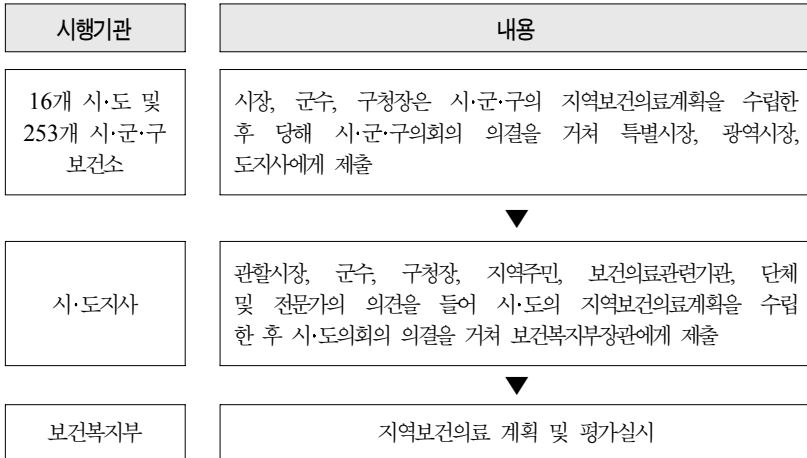 시행기관
내용
16개 시·도 및
253개 시·군·구
보건소
시장, 군수, 구청장은 시·군·구의 지역보건의료계획을 수립한
후 당해 시·군·구의회의 의결을 거쳐 특별시장, 광역시장,
도지사에게 제출
▼
시·도지사
관할시장, 군수, 구청장, 지역주민, 보건의료관련기관, 단체
및 전문가의 의견을 들어 시·도의 지역보건의료계획을 수립
한 후 시·도의회의 의결을 거쳐 보건복지부장관에게 제출
▼
보건복지부
지역보건의료 계획 및 평가실시